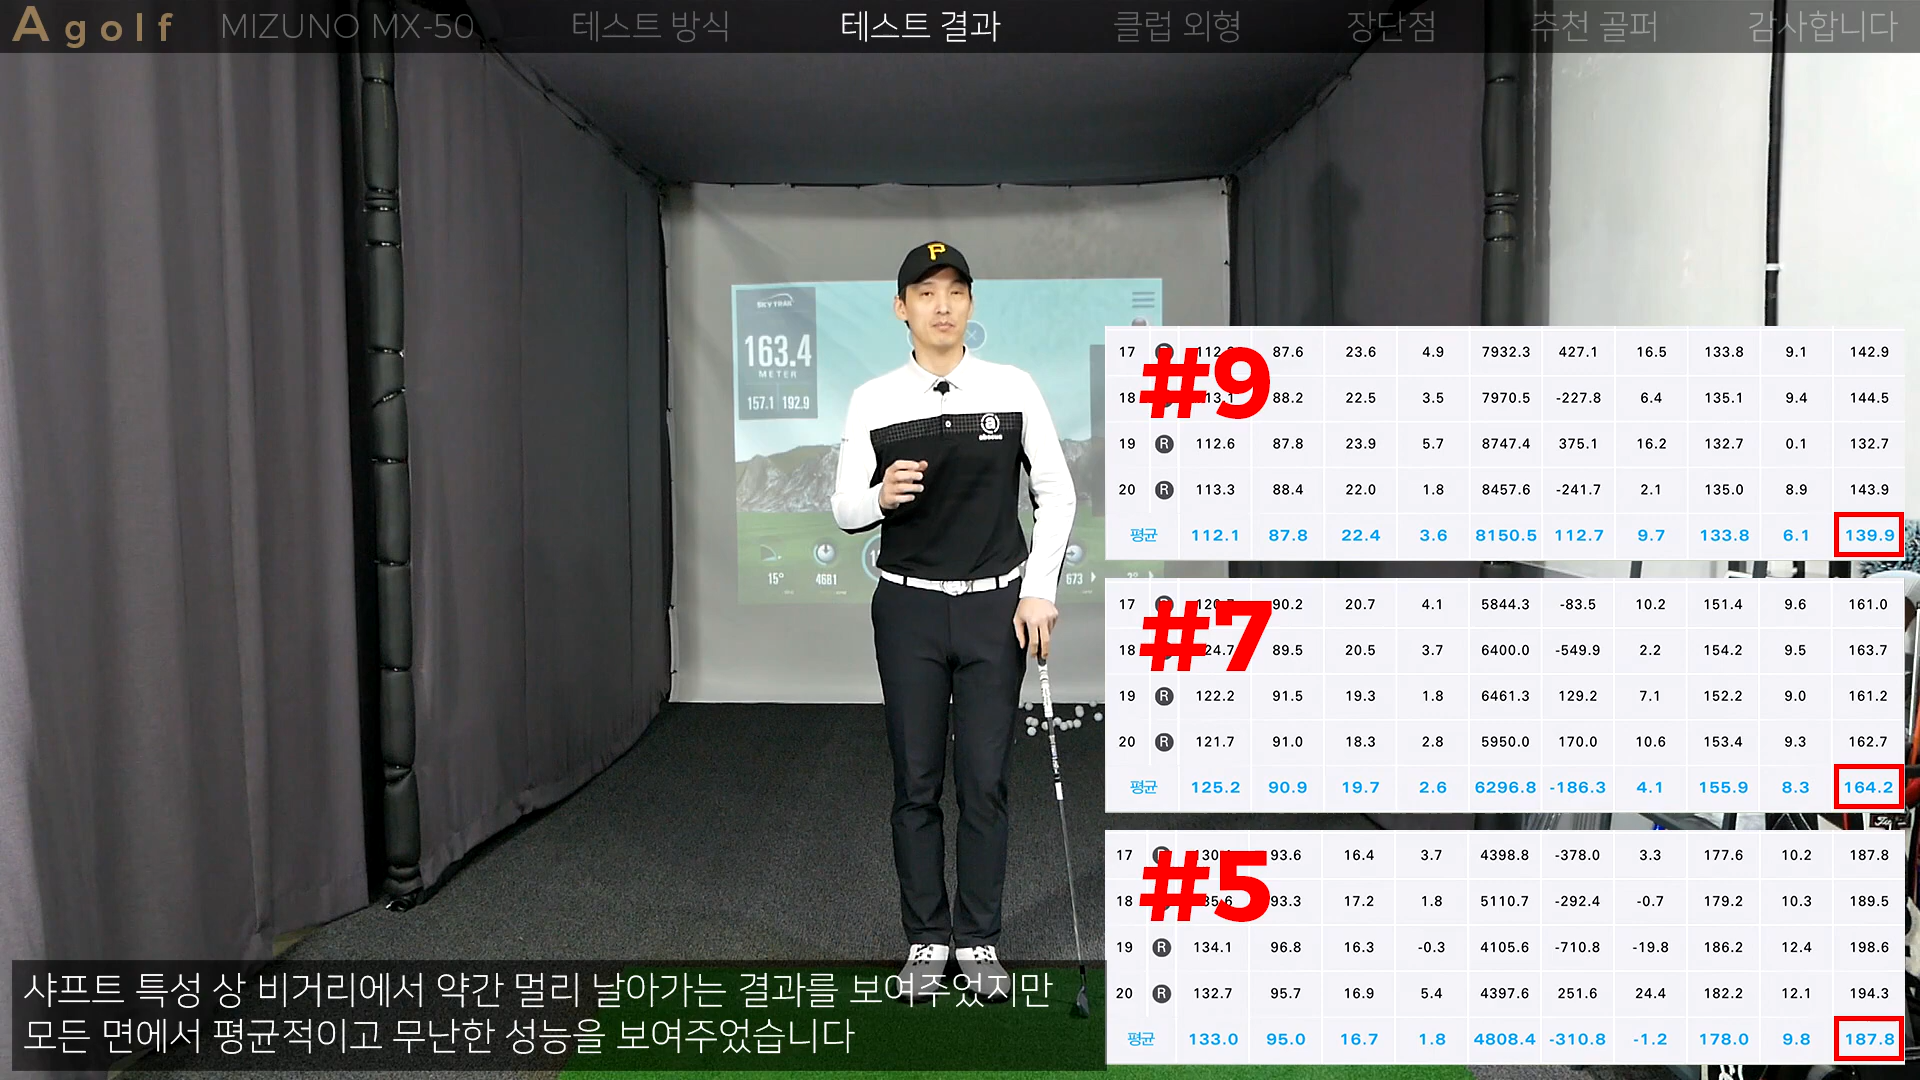 Agolf MIZUNO MX-50 테스트 방식 테스트 결과 클럽 외형 장단점 추천 골퍼 감사합니다
P
SKYTRAK
163.4
METER
157.1 192.9
a
abacus
15° 4681 673
#9
17 87.6 23.6 4.9 7932.3 427.1 16.5 133.8 9.1 142.9
18 88.2 22.5 3.5 7970.5 -227.8 6.4 135.1 9.4 144.5
19 R 112.6 87.8 23.9 5.7 8747.4 375.1 16.2 132.7 0.1 132.7
20 R 113.3 88.4 22.0 1.8 8457.6 -241.7 2.1 135.0 8.9 143.9
평균 112.1 87.8 22.4 3.6 8150.5 112.7 9.7 133.8 6.1 139.9
#7
17 90.2 20.7 4.1 5844.3 -83.5 10.2 151.4 9.6 161.0
18 89.5 20.5 3.7 6400.0 -549.9 2.2 154.2 9.5 163.7
19 R 122.2 91.5 19.3 1.8 6461.3 129.2 7.1 152.2 9.0 161.2
20 R 121.7 91.0 18.3 2.8 5950.0 170.0 10.6 153.4 9.3 162.7
평균 125.2 90.9 19.7 2.6 6296.8 -186.3 4.1 155.9 8.3 164.2
#5
17 93.6 16.4 3.7 4398.8 -378.0 3.3 177.6 10.2 187.8
18 93.3 17.2 1.8 5110.7 -292.4 -0.7 179.2 10.3 189.5
19 R 134.1 96.8 16.3 -0.3 4105.6 -710.8 -19.8 186.2 12.4 198.6
20 R 132.7 95.7 16.9 5.4 4397.6 251.6 24.4 182.2 12.1 194.3
평균 133.0 95.0 16.7 1.8 4808.4 -310.8 -1.2 178.0 9.8 187.8
샤프트 특성 상 비거리에서 약간 멀리 날아가는 결과를 보여주었지만
모든 면에서 평균적이고 무난한 성능을 보여주었습니다